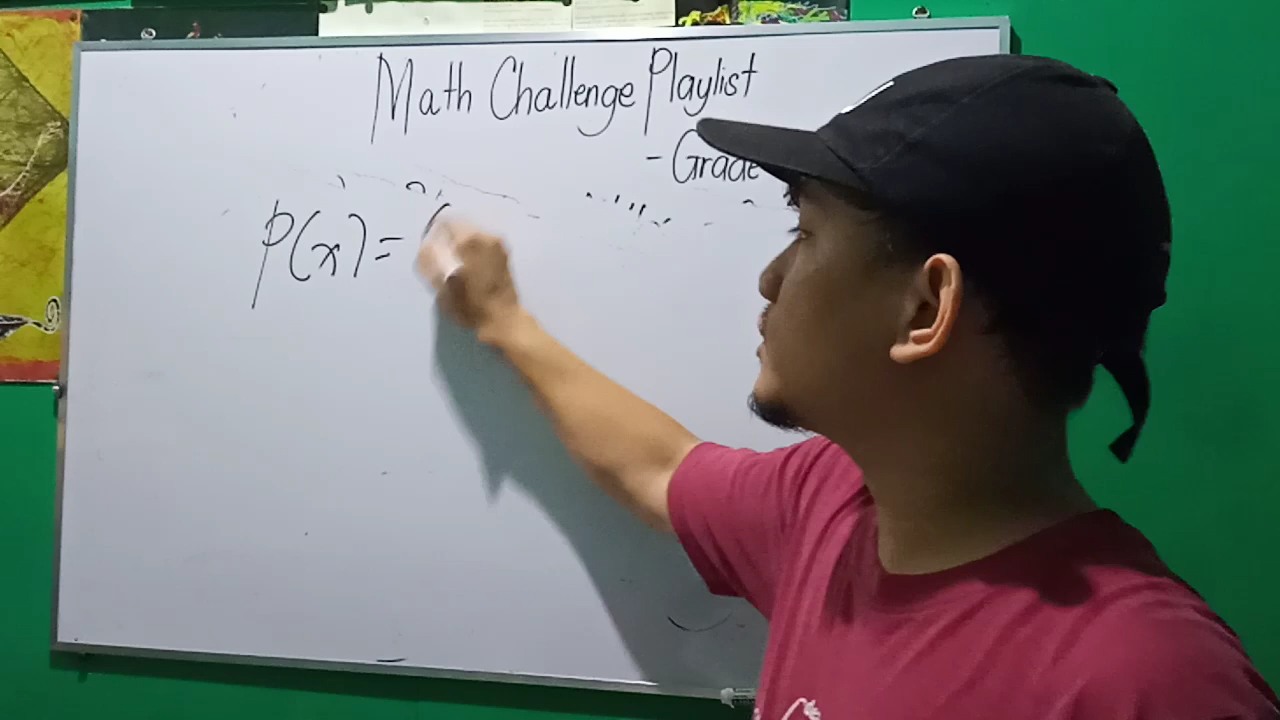 Math Challenge Playlist
- Grade
P(x) = (